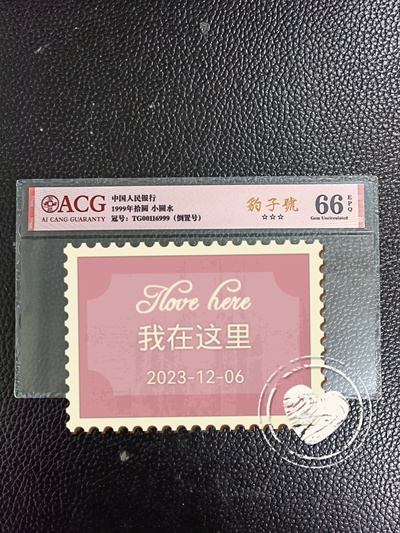 ACG
AI CANG GUARANTY
中国人民银行
1999年拾圆 小圆水
冠号：TG00116999（倒置号）
豹子號
☆☆☆
66 EPQ
Gem Uncirculated
I love here
我在这里
2023-12-06